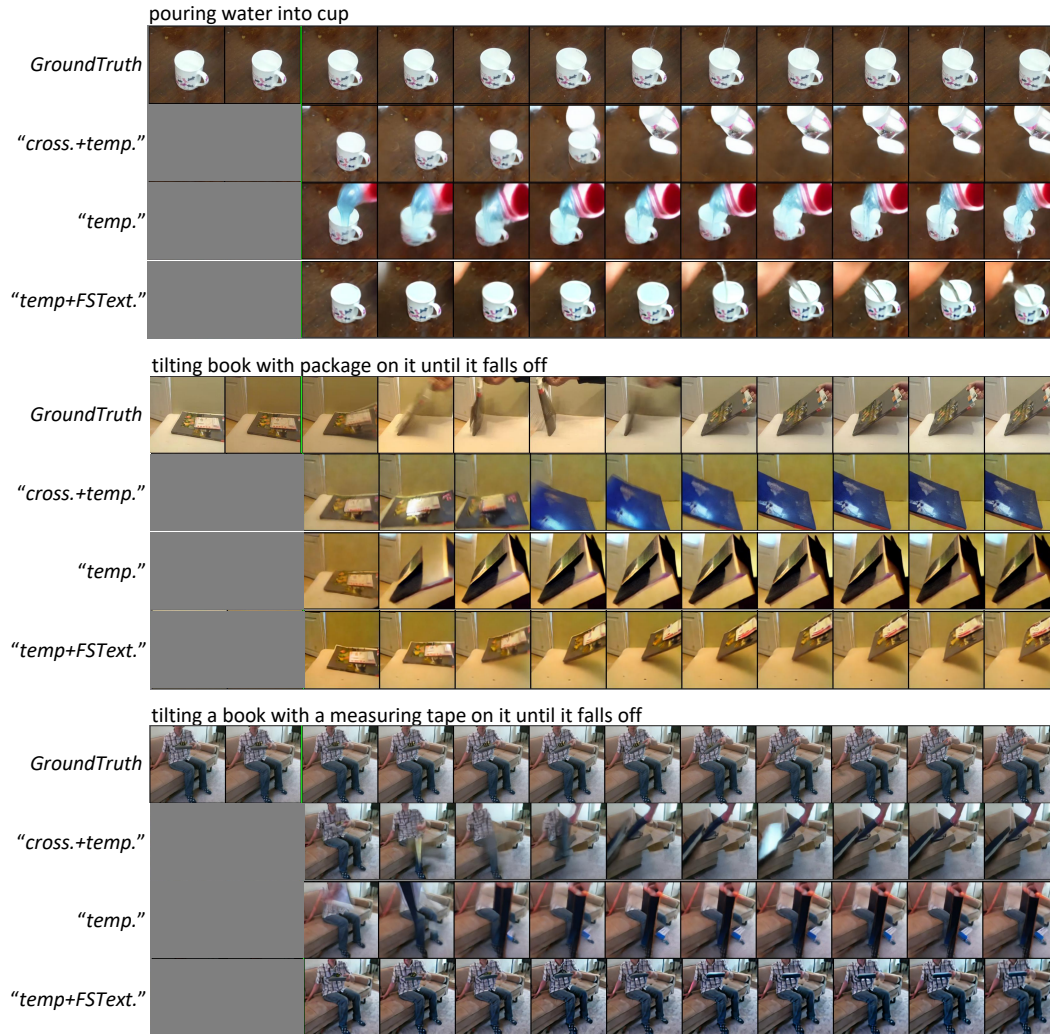 pouring water into cup
GroundTruth
“cross.+temp.”
“temp.”
“temp+FSText.”
tilting book with package on it until it falls off
GroundTruth
“cross.+temp.”
“temp.”
“temp+FSText.”
tilting a book with a measuring tape on it until it falls off
GroundTruth
“cross.+temp.”
“temp.”
“temp+FSText.”